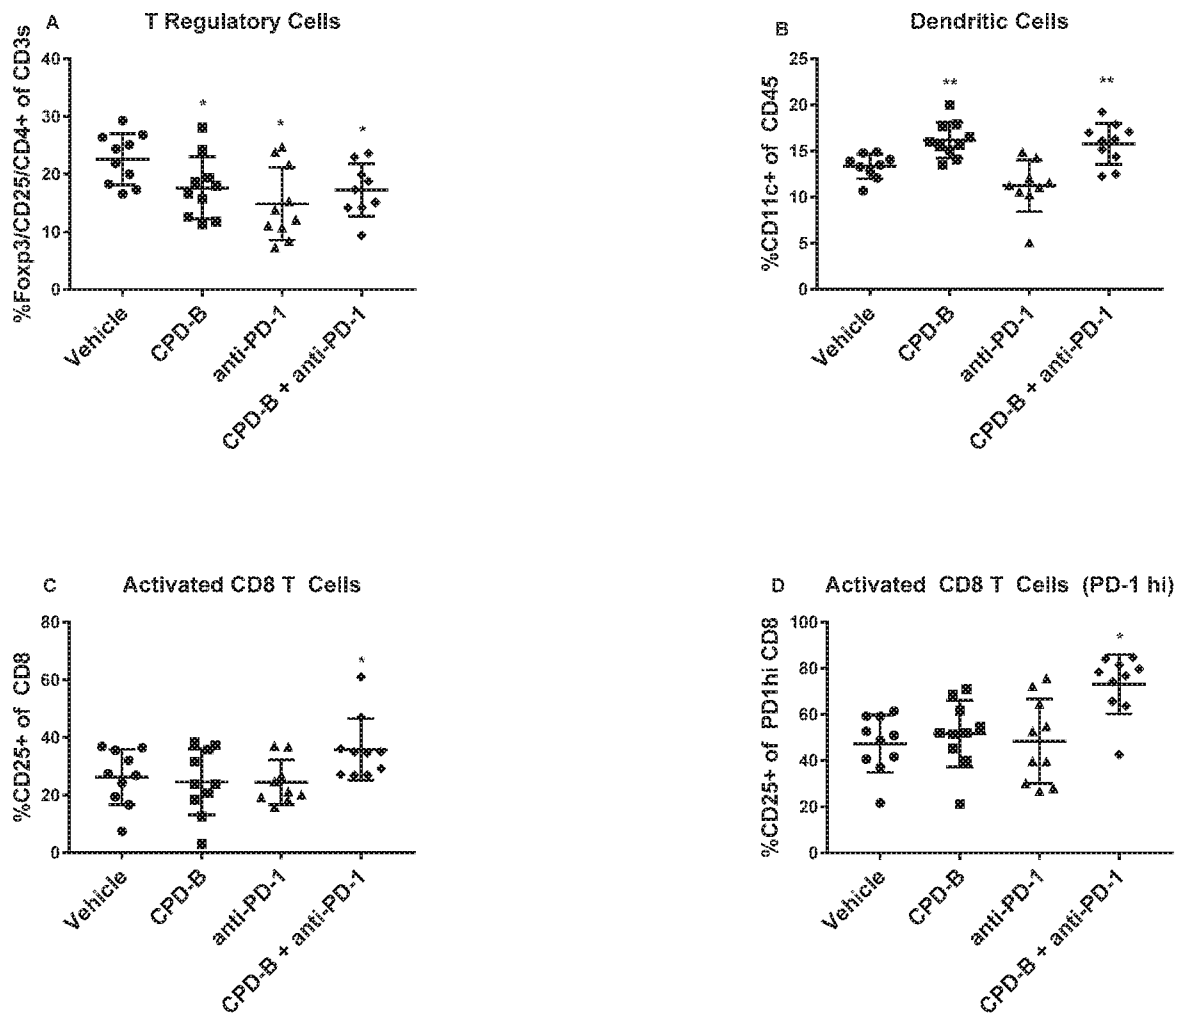 A T Regulatory Cells
%Foxp3/CD25/CD4+ of CD3s
40
30
20
10
0
* * *
Vehicle
CPD-B
anti-PD-1
CPD-B + anti-PD-1
B Dendritic Cells
%CD11c+ of CD45
25
20
15
10
5
0
** **
Vehicle
CPD-B
anti-PD-1
CPD-B + anti-PD-1
C Activated CD8 T Cells
%CD25+ of CD8
80
60
40
20
0
*
Vehicle
CPD-B
anti-PD-1
CPD-B + anti-PD-1
D Activated CD8 T Cells (PD-1 hi)
%CD25+ of PD1hi CD8
100
80
60
40
20
0
*
Vehicle
CPD-B
anti-PD-1
CPD-B + anti-PD-1